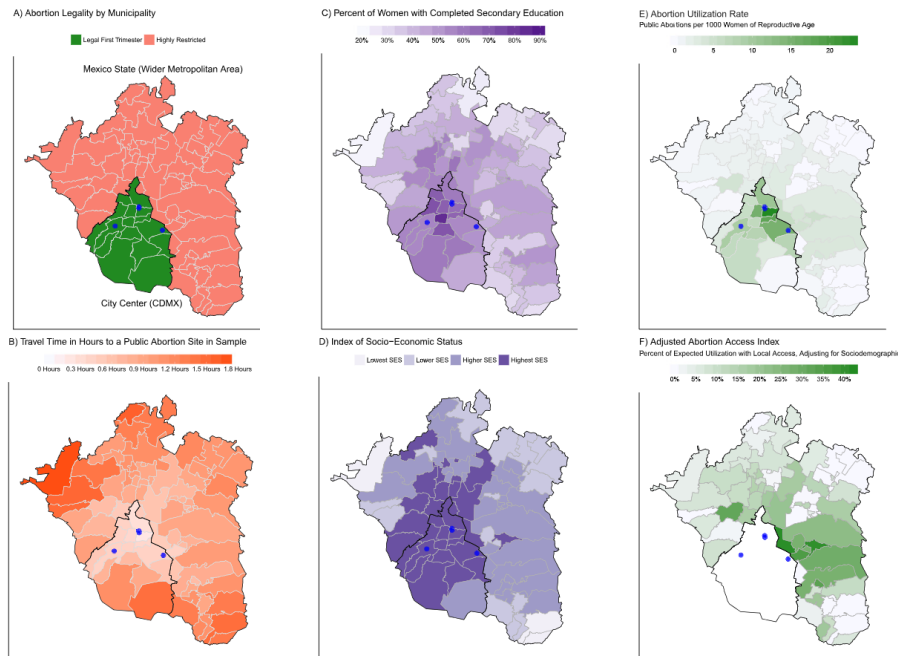 A) Abortion Legality by Municipality
Legal First Trimester Highly Restricted
Mexico State (Wider Metropolitan Area)
City Center (CDMX)
C) Percent of Women with Completed Secondary Education
20% 30% 40% 50% 60% 70% 80% 90%
E) Abortion Utilization Rate
Public Abortions per 1000 Women of Reproductive Age
0 5 10 15 20
B) Travel Time in Hours to a Public Abortion Site in Sample
0 Hours 0.3 Hours 0.6 Hours 0.9 Hours 1.2 Hours 1.5 Hours 1.8 Hours
D) Index of Socio−Economic Status
Lowest SES Lower SES Higher SES Highest SES
F) Adjusted Abortion Access Index
Percent of Expected Utilization with Local Access, Adjusting for Sociodemographic
0% 5% 10% 15% 20% 25% 30% 35% 40%